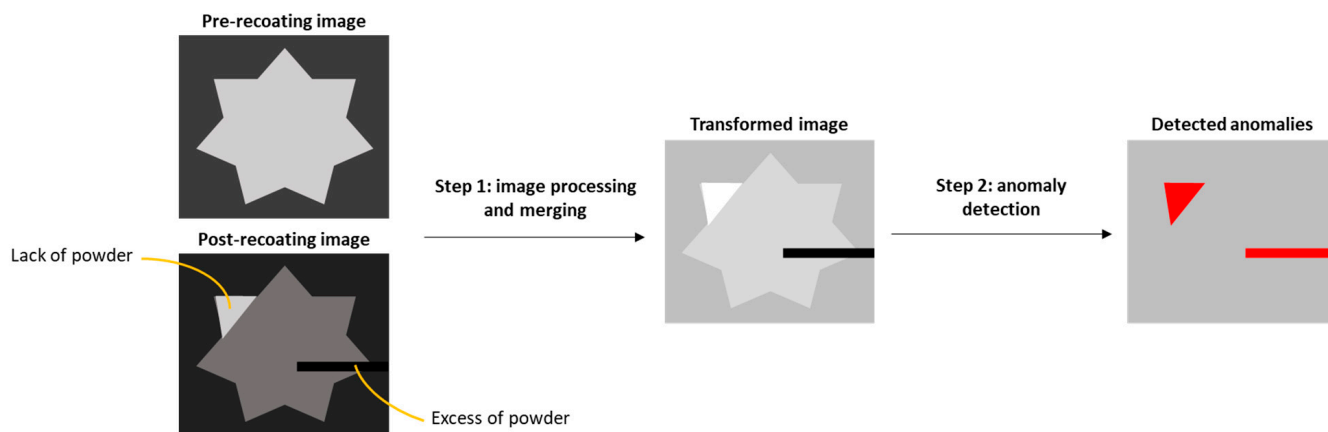 Pre-recoating image
Post-recoating image
Lack of powder
Excess of powder
Step 1: image processing
and merging
Transformed image
Step 2: anomaly
detection
Detected anomalies